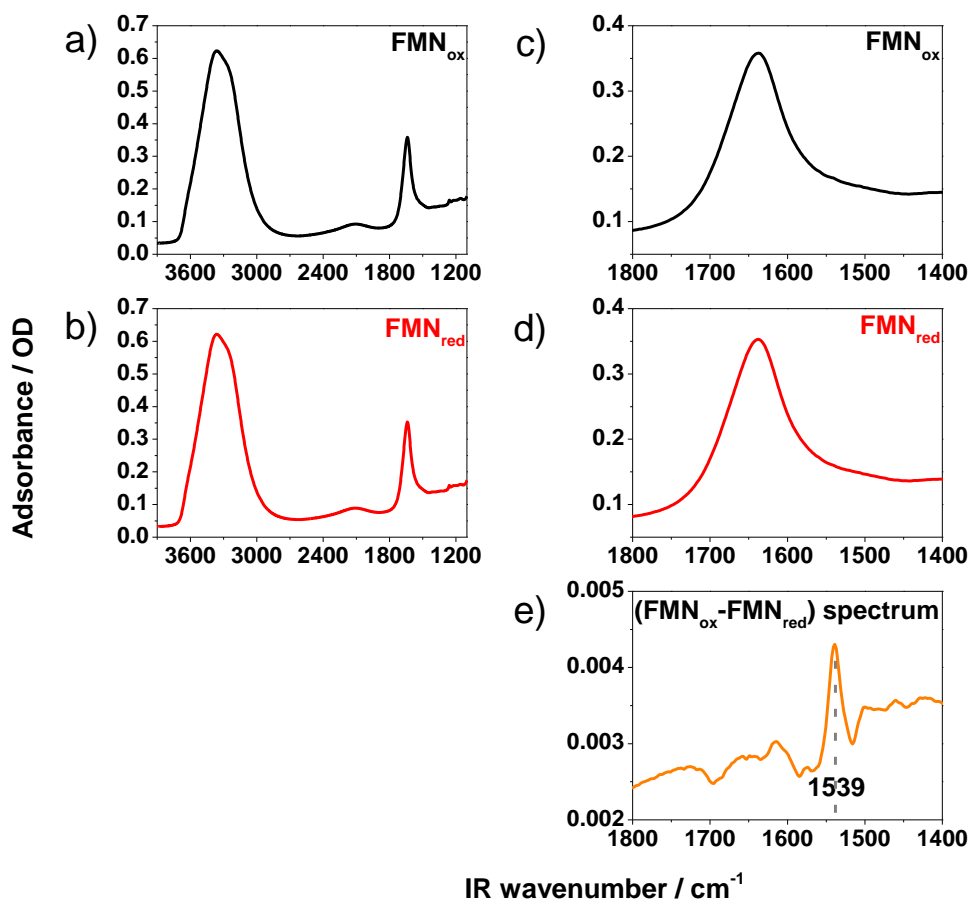 a)
FMNox
0.7
0.6
0.5
0.4
0.3
0.2
0.1
0.0
3600 3000 2400 1800 1200
c)
FMNox
0.4
0.3
0.2
0.1
1800 1700 1600 1500 1400
b)
FMNred
0.7
0.6
0.5
0.4
0.3
0.2
0.1
0.0
3600 3000 2400 1800 1200
d)
FMNred
0.4
0.3
0.2
0.1
1800 1700 1600 1500 1400
e)
(FMNox-FMNred) spectrum
0.005
0.004
0.003
0.002
1539
1800 1700 1600 1500 1400
Adsorbance / OD
IR wavenumber / cm-1